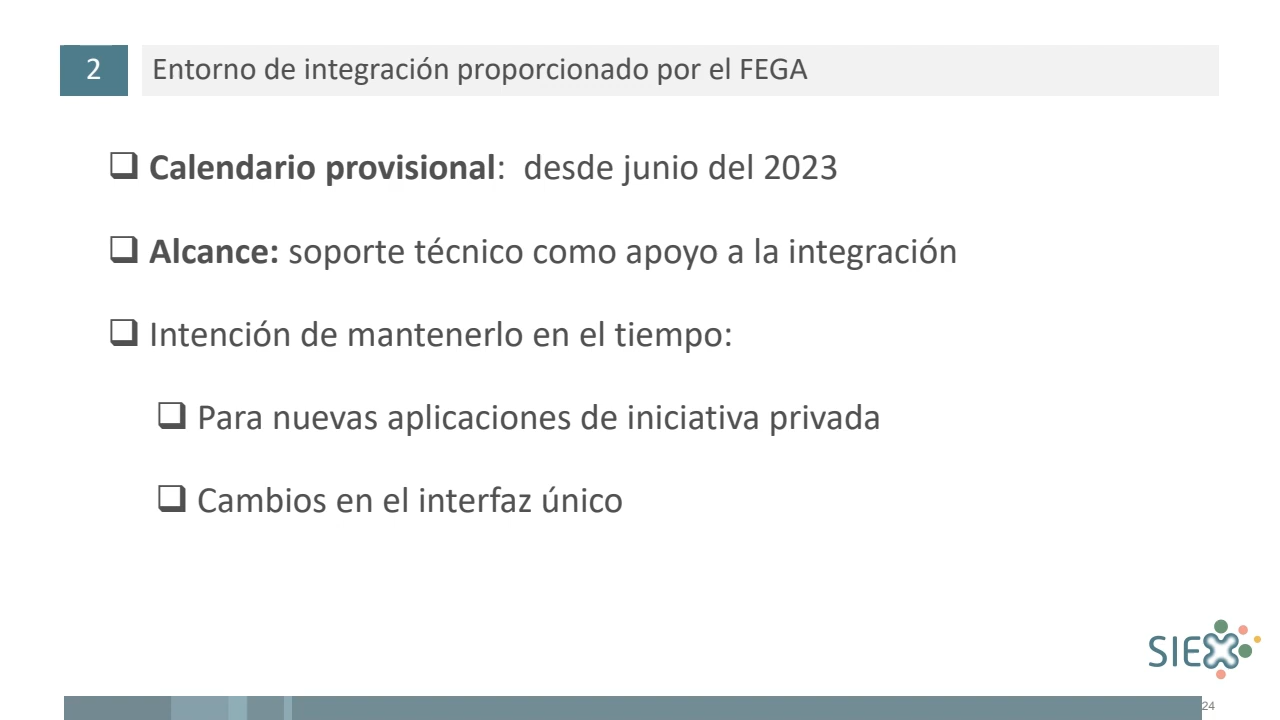 2
Entorno de integración proporcionado por el FEGA
❑ Calendario provisional: desde junio del 2023
❑ Alcance: soporte técnico como apoyo a la integración
❑ Intención de mantenerlo en el tiempo:
❑ Para nuevas aplicaciones de iniciativa privada
❑ Cambios en el interfaz único
SIEX
24